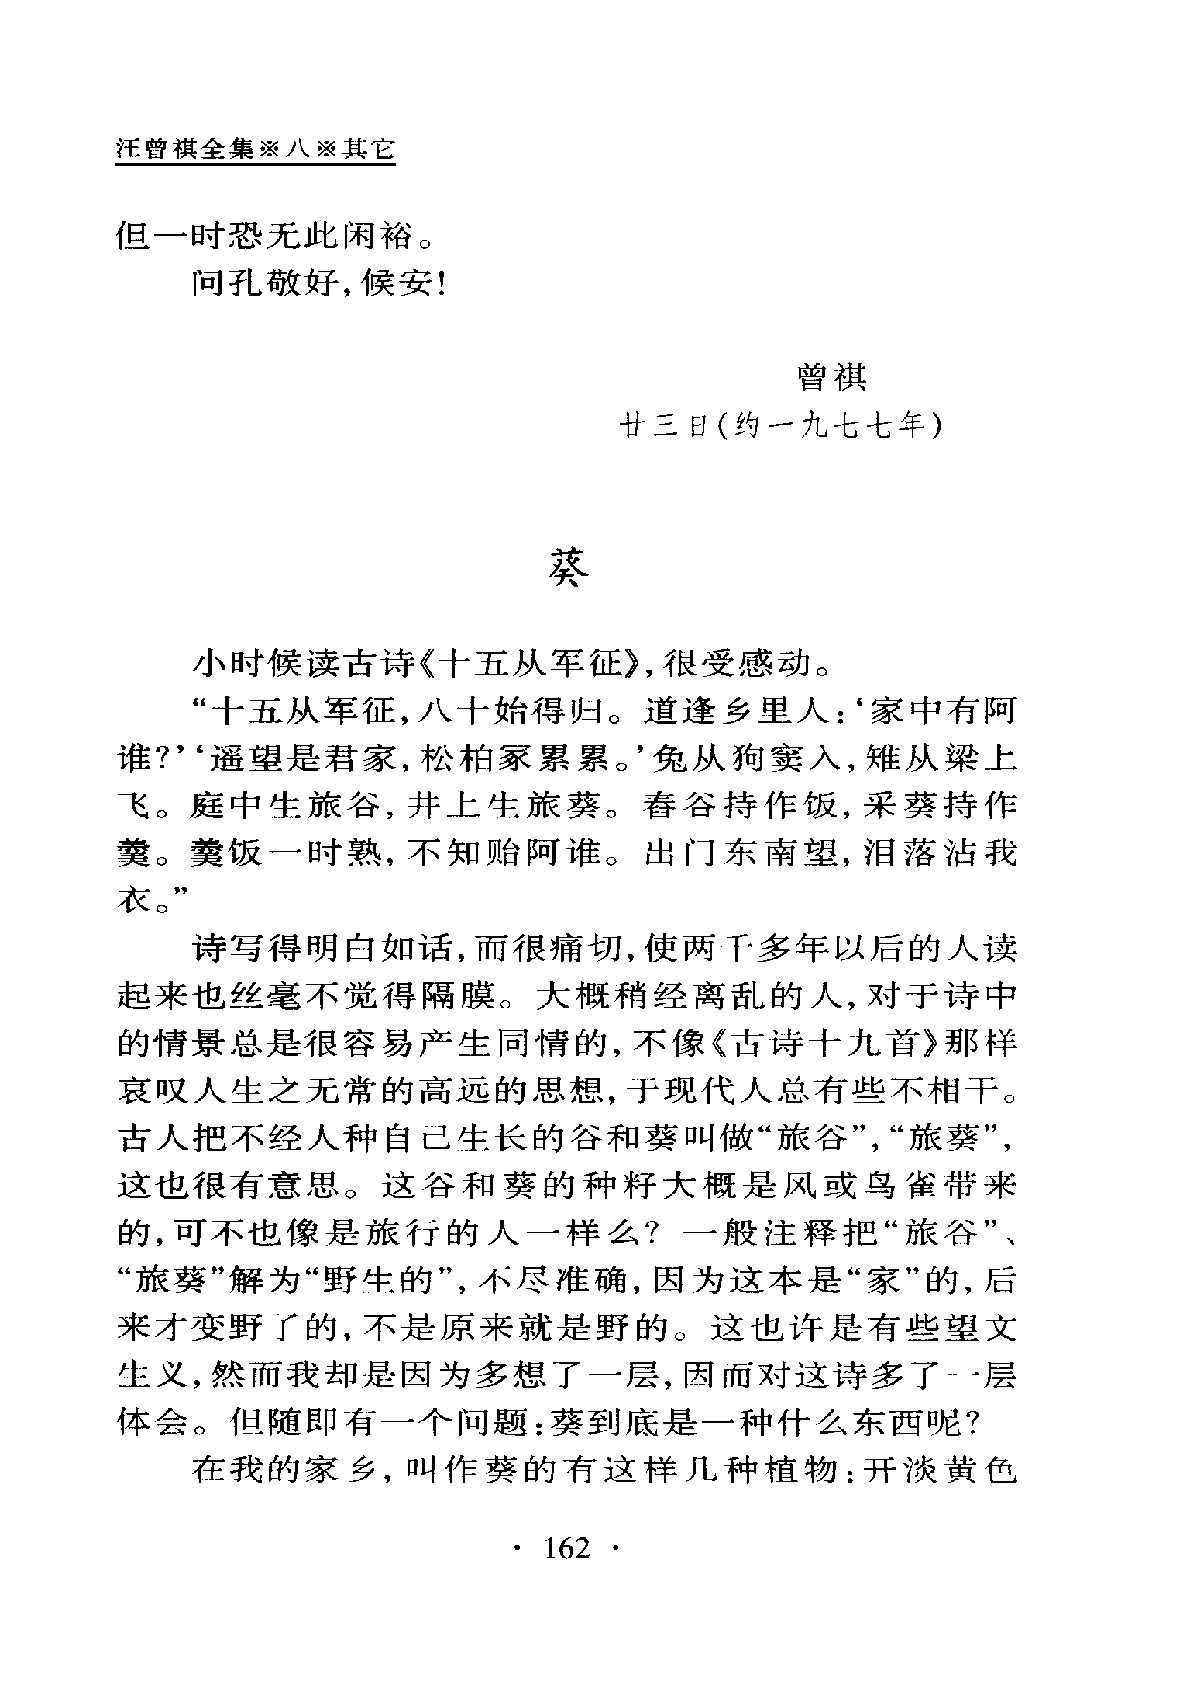 汪曾祺全集※八※其它
但一时恐无此闲裕。
问孔敬好，候安！
曾祺
廿三日（约一九七七年）
葵
小时候读古诗《十五从军征》，很受感动。
“十五从军征，八十始得归。道逢乡里人：‘家中有阿
谁？’‘遥望是君家，松柏冢累累。’兔从狗窦入，雉从梁上
飞。庭中生旅谷，井上生旅葵。舂谷持作饭，采葵持作
羹。羹饭一时熟，不知贻阿谁。出门东南望，泪落沾我
衣。”
诗写得明白如话，而很痛切，使两千多年以后的人读
起来也丝毫不觉得隔膜。大概稍经离乱的人，对于诗中
的情景总是很容易产生同情的，不像《古诗十九首》那样
哀叹人生之无常的高远的思想，于现代人总有些不相干。
古人把不经人种自己生长的谷和葵叫做“旅谷”，“旅葵”，
这也很有意思。这谷和葵的种籽大概是风或鸟雀带来
的，可不也像是旅行的人一样么？一般注释把“旅谷”、
“旅葵”解为“野生的”，不尽准确，因为这本是“家”的，后
来才变野了的，不是原来就是野的。这也许是有些望文
生义，然而我却是因为多想了一层，因而对这诗多了一层
体会。但随即有一个问题：葵到底是一种什么东西呢？
在我的家乡，叫作葵的有这样几种植物：开淡黄色
· 162 ·